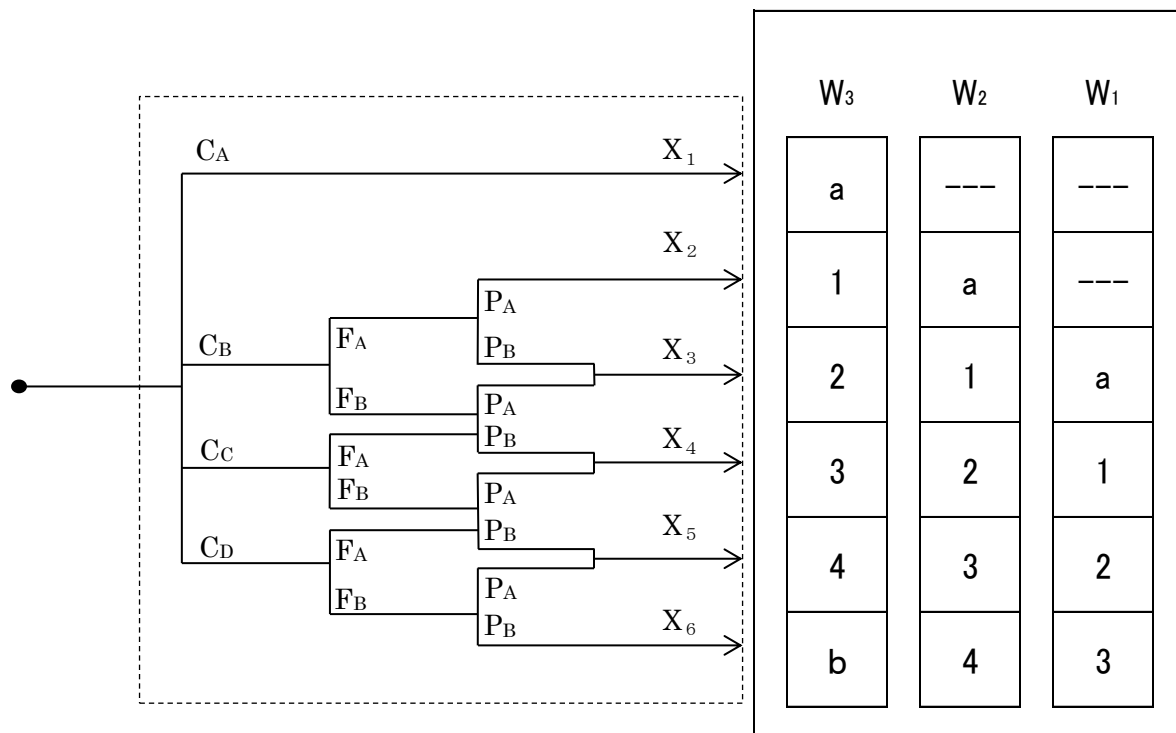 W3 W2 W1
CA X1 a --- ---
X2 1 a ---
PA
CB FA PB X3 2 1 a
FB PA
CC FA PB X4 3 2 1
FB PA
CD FA PB X5 4 3 2
FB PA
PB X6 b 4 3